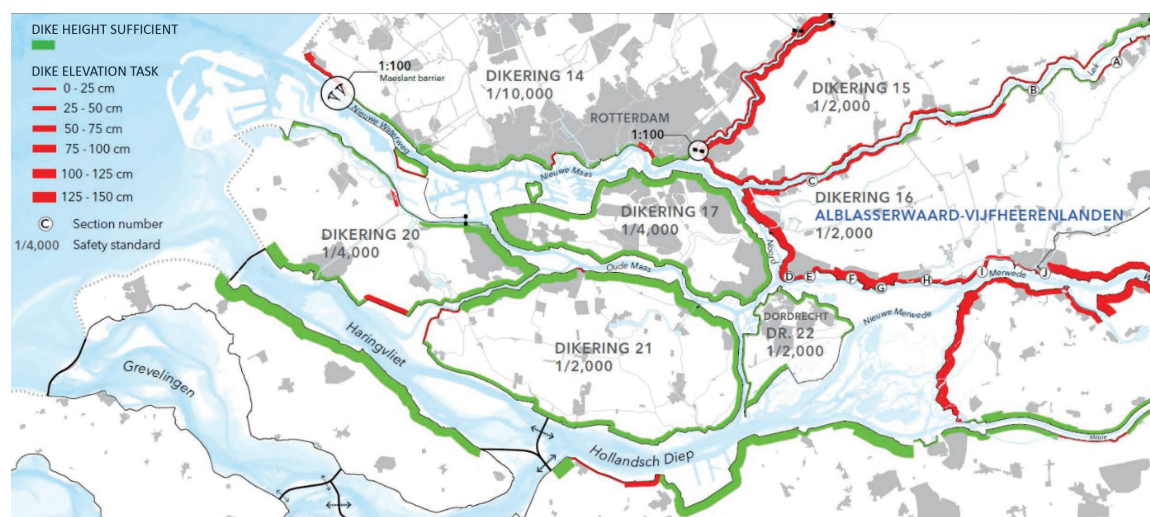 DIKE HEIGHT SUFFICIENT
DIKE ELEVATION TASK
0 - 25 cm
25 - 50 cm
50 - 75 cm
75 - 100 cm
100 - 125 cm
125 - 150 cm
C Section number
1/4,000 Safety standard
1:100
Maeslant barrier
DIKERING 14
1/10,000
DIKERING 15
1/2,000
Lek
A
B
C
ROTTERDAM
1:100
Nieuwe Waterweg
Nieuwe Maas
DIKERING 16
ALBLASSERWAARD-VIJFHEERENLANDEN
1/2,000
DIKERING 17
1/4,000
DIKERING 20
1/4,000
Noord
Oude Maas
D
E
F
G
H
I
Merwede
J
W
Nieuwe Merwede
DORDRECHT
DR. 22
1/2,000
DIKERING 21
1/2,000
Haringvliet
Grevelingen
Hollandsch Diep